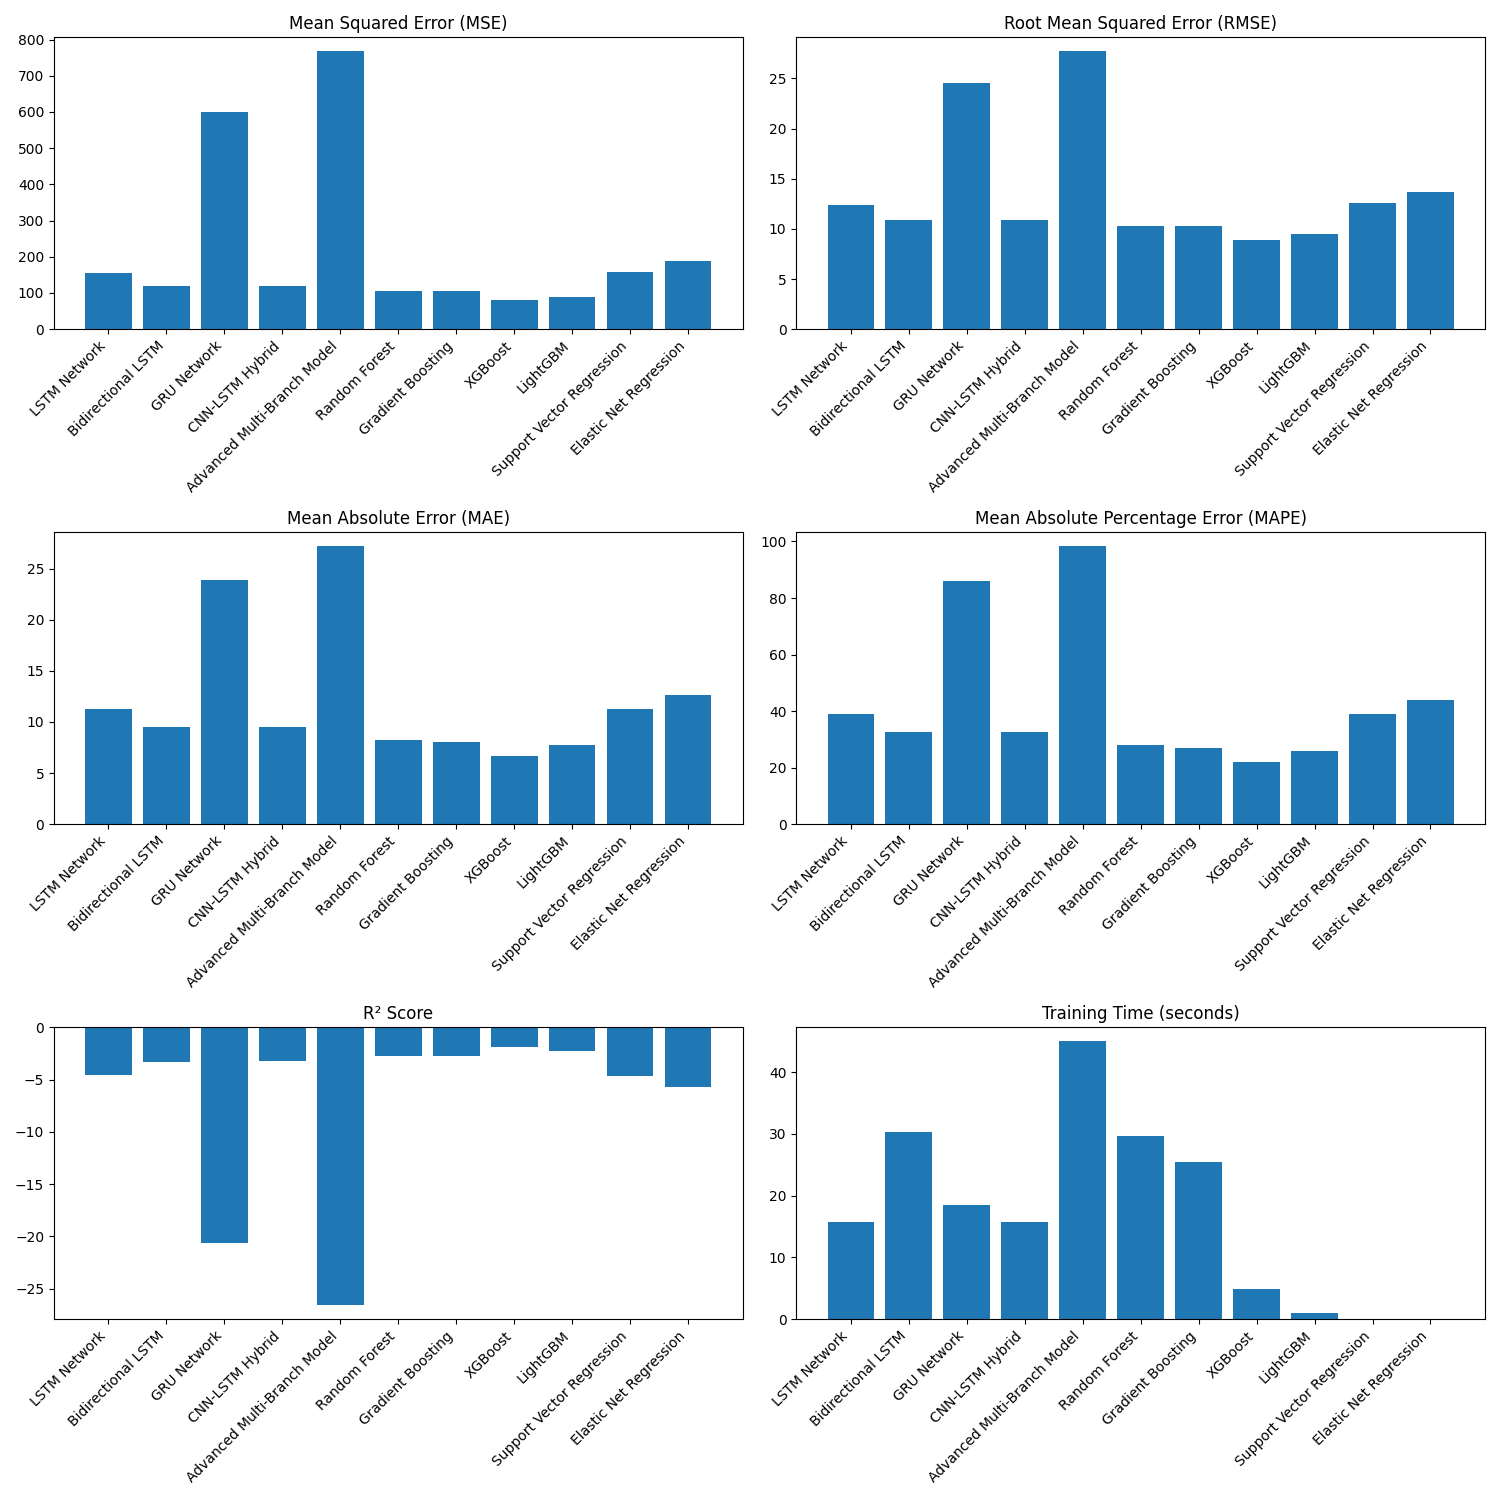 Mean Squared Error (MSE)
800
700
600
500
400
300
200
100
0
LSTM Network
Bidirectional LSTM
GRU Network
CNN-LSTM Hybrid
Advanced Multi-Branch Model
Random Forest
Gradient Boosting
XGBoost
LightGBM
Support Vector Regression
Elastic Net Regression
Root Mean Squared Error (RMSE)
25
20
15
10
5
0
LSTM Network
Bidirectional LSTM
GRU Network
CNN-LSTM Hybrid
Advanced Multi-Branch Model
Random Forest
Gradient Boosting
XGBoost
LightGBM
Support Vector Regression
Elastic Net Regression
Mean Absolute Error (MAE)
25
20
15
10
5
0
LSTM Network
Bidirectional LSTM
GRU Network
CNN-LSTM Hybrid
Advanced Multi-Branch Model
Random Forest
Gradient Boosting
XGBoost
LightGBM
Support Vector Regression
Elastic Net Regression
Mean Absolute Percentage Error (MAPE)
100
80
60
40
20
0
LSTM Network
Bidirectional LSTM
GRU Network
CNN-LSTM Hybrid
Advanced Multi-Branch Model
Random Forest
Gradient Boosting
XGBoost
LightGBM
Support Vector Regression
Elastic Net Regression
R² Score
0
−5
−10
−15
−20
−25
LSTM Network
Bidirectional LSTM
GRU Network
CNN-LSTM Hybrid
Advanced Multi-Branch Model
Random Forest
Gradient Boosting
XGBoost
LightGBM
Support Vector Regression
Elastic Net Regression
Training Time (seconds)
40
30
20
10
0
LSTM Network
Bidirectional LSTM
GRU Network
CNN-LSTM Hybrid
Advanced Multi-Branch Model
Random Forest
Gradient Boosting
XGBoost
LightGBM
Support Vector Regression
Elastic Net Regression